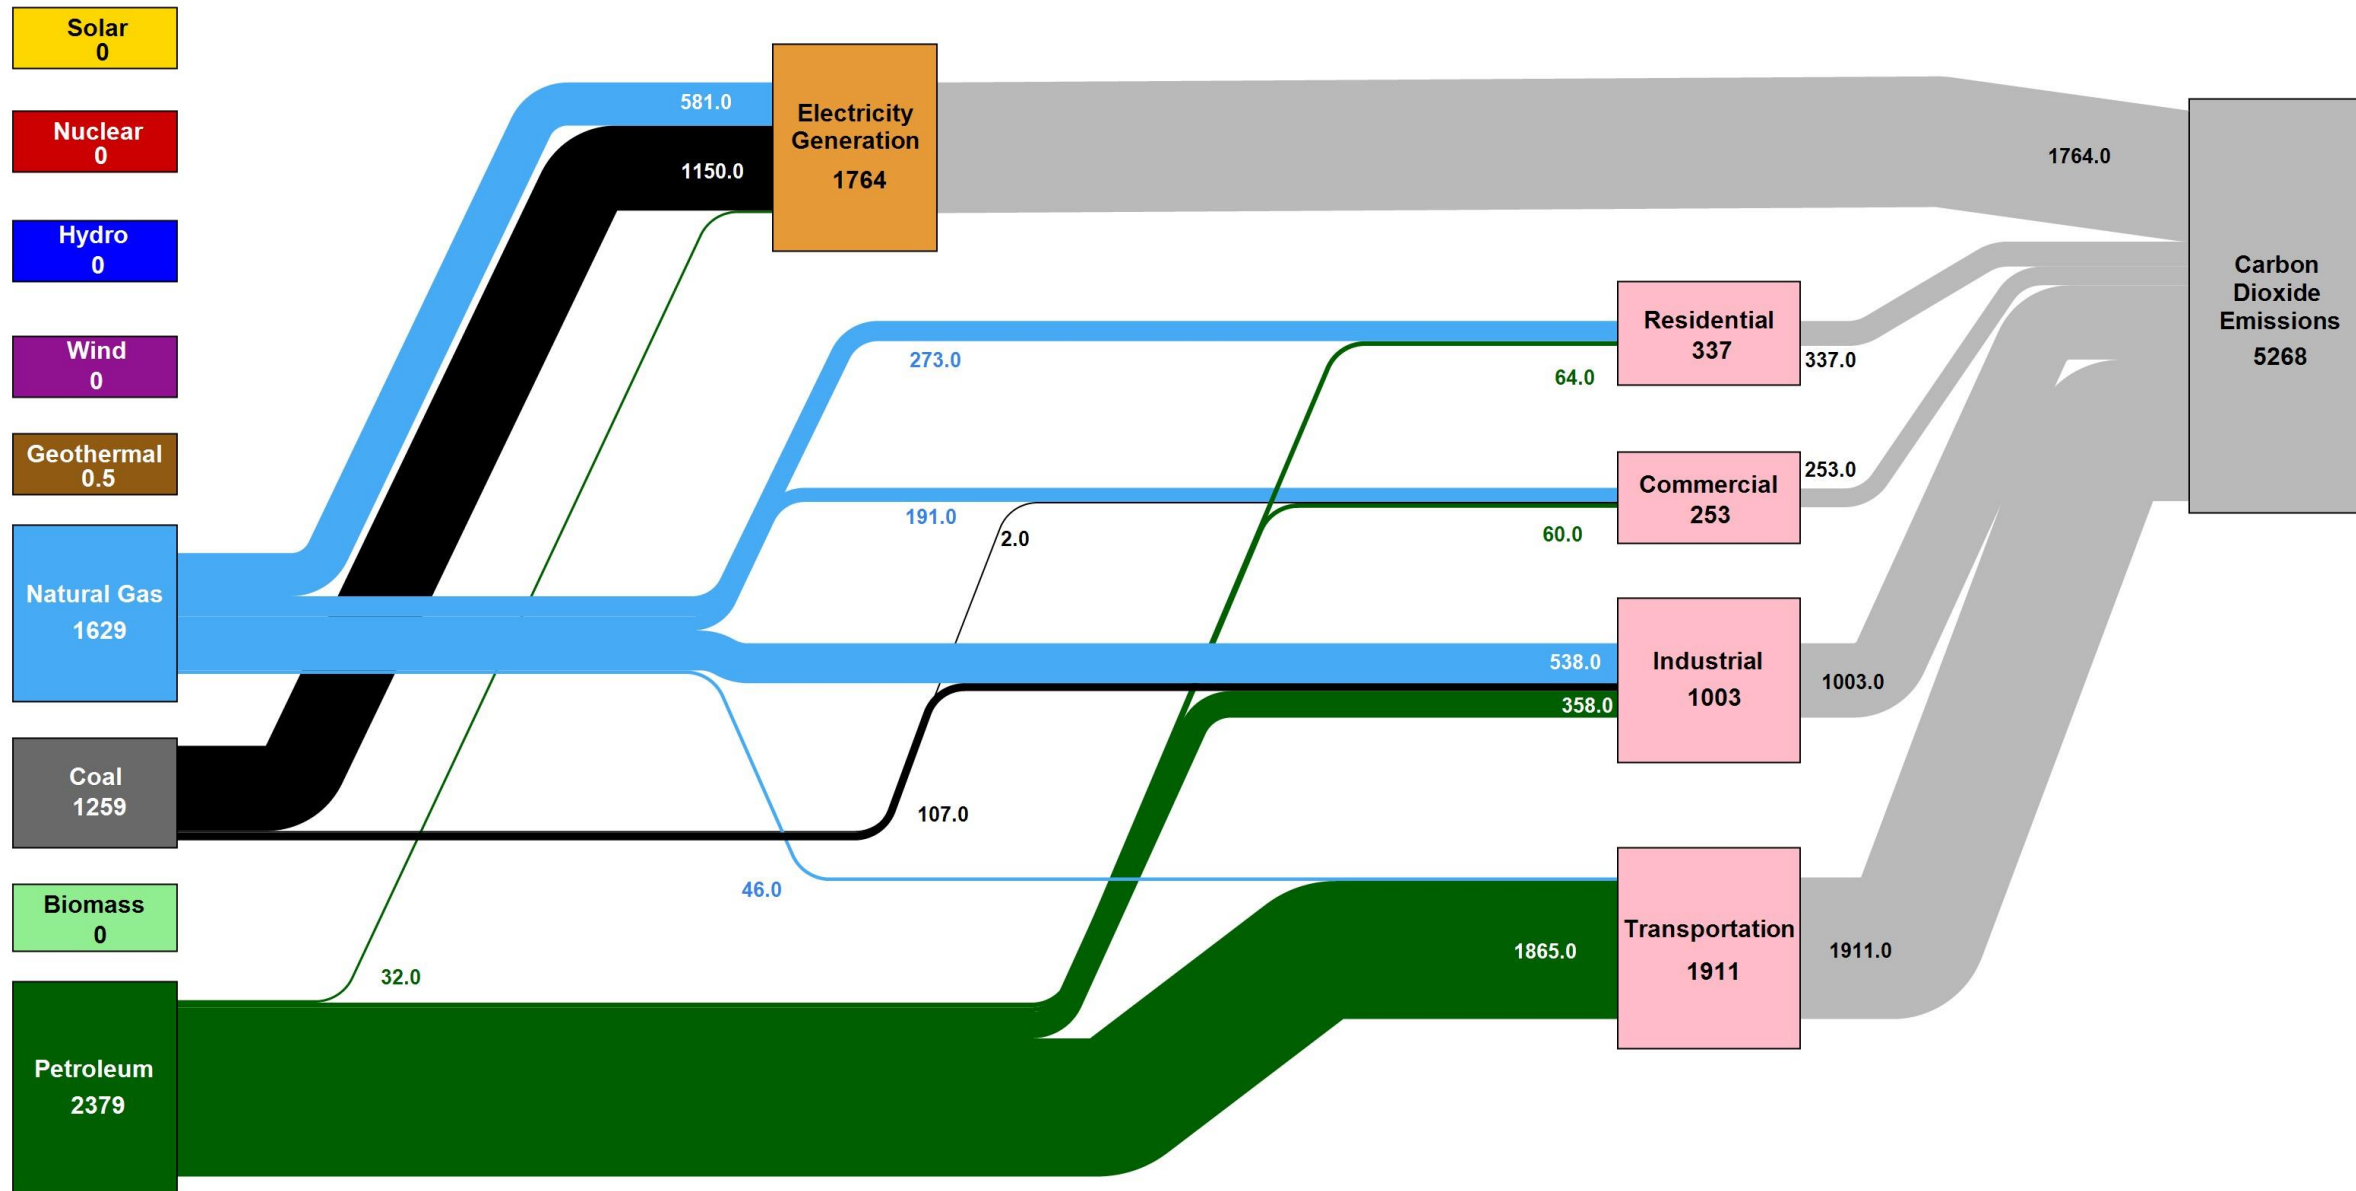 Solar
0
Nuclear
0
Hydro
0
Wind
0
Geothermal
0.5
Natural Gas
1629
Coal
1259
Biomass
0
Petroleum
2379
581.0
1150.0
32.0
273.0
191.0
2.0
107.0
46.0
Electricity
Generation
1764
64.0
60.0
538.0
358.0
1865.0
Residential
337
Commercial
253
Industrial
1003
Transportation
1911
1764.0
337.0
253.0
1003.0
1911.0
Carbon
Dioxide
Emissions
5268